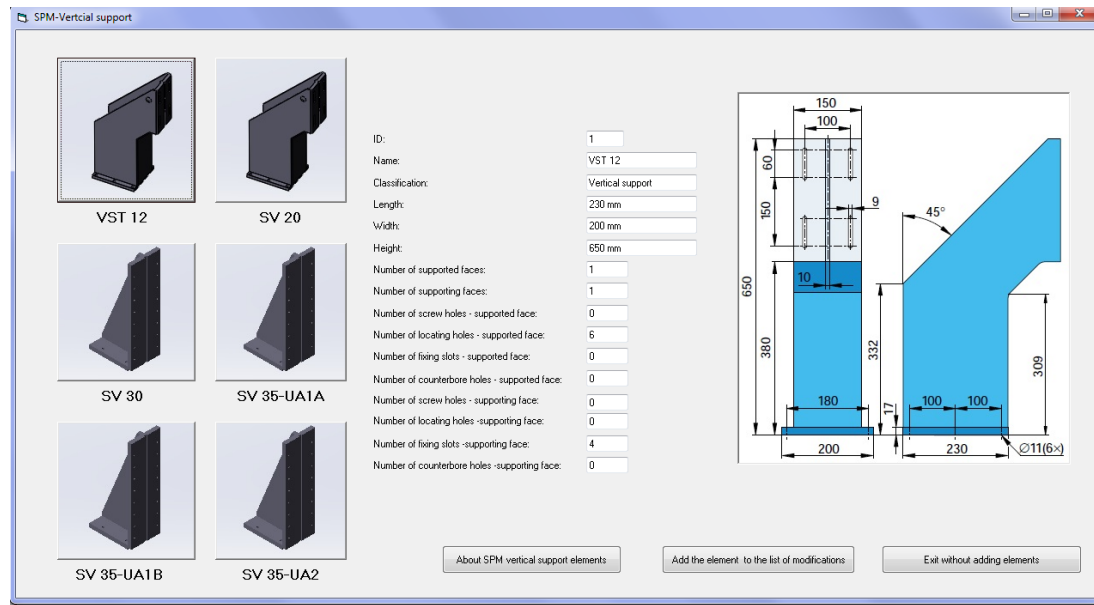 SPM-Vertcial support
VST 12
SV 20
SV 30
SV 35-UA1A
SV 35-UA1B
SV 35-UA2
ID: 1
Name: VST 12
Classification: Vertical support
Length: 230 mm
Width: 200 mm
Height: 650 mm
Number of supported faces: 1
Number of supporting faces: 1
Number of screw holes - supported face: 0
Number of locating holes - supported face: 6
Number of fixing slots - supported face: 0
Number of counterbore holes - supported face: 0
Number of screw holes - supporting face: 0
Number of locating holes -supporting face: 0
Number of fixing slots -supporting face: 4
Number of counterbore holes -supporting face: 0
150
100
60
150
9
45°
10
650
380
332
309
180
17
100
100
200
230
∅11(6×)
About SPM vertical support elements
Add the element to the list of modifications
Exit without adding elements